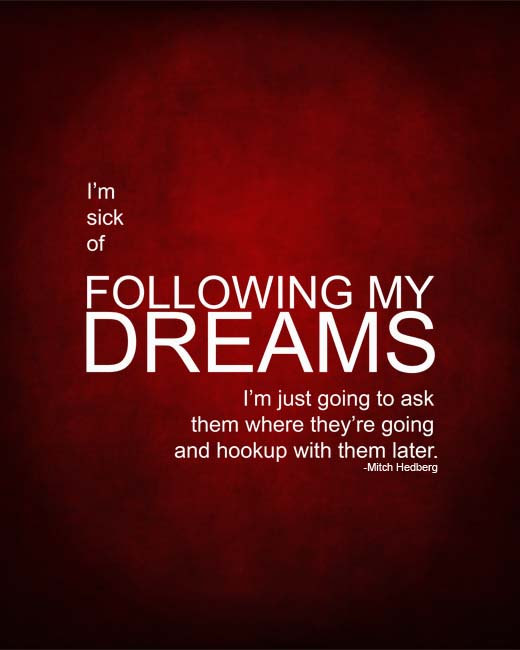 I'm
sick
of
FOLLOWING MY
DREAMS
I'm just going to ask
them where they're going
and hookup with them later.
-Mitch Hedberg